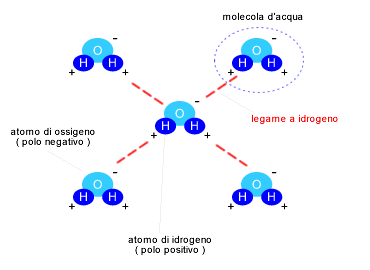 molecola d'acqua
- -
O O
H H H H
+ + + +
-
O
H H
+ +
legame a idrogeno
atomo di ossigeno
( polo negativo )
- -
O O
H H H H
+ + + +
atomo di idrogeno
( polo positivo )